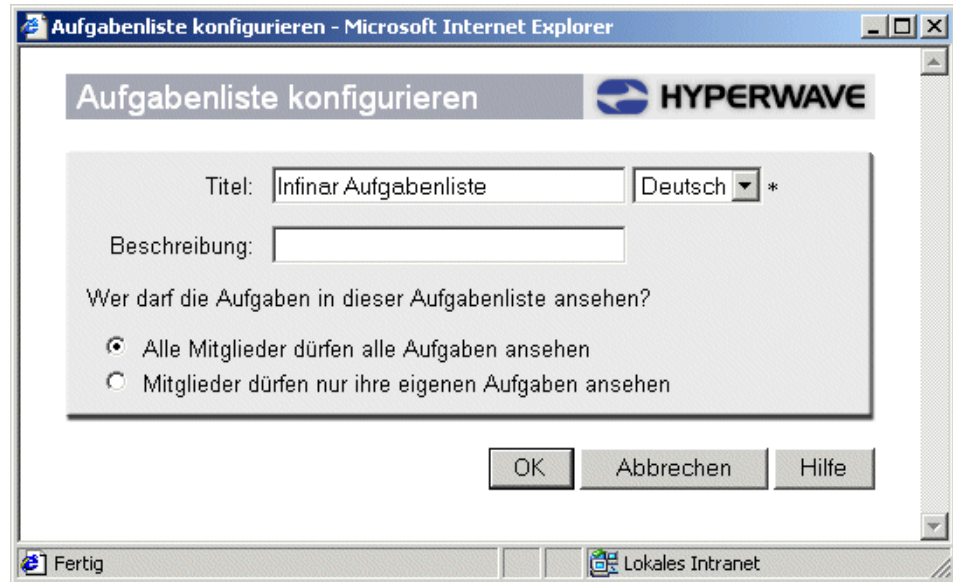 Aufgabenliste konfigurieren - Microsoft Internet Explorer
Aufgabenliste konfigurieren HYPERWAVE
Titel: Infinar Aufgabenliste Deutsch *
Beschreibung:
Wer darf die Aufgaben in dieser Aufgabenliste ansehen?
Alle Mitglieder dürfen alle Aufgaben ansehen
Mitglieder dürfen nur ihre eigenen Aufgaben ansehen
OK Abbrechen Hilfe
Fertig Lokales Intranet